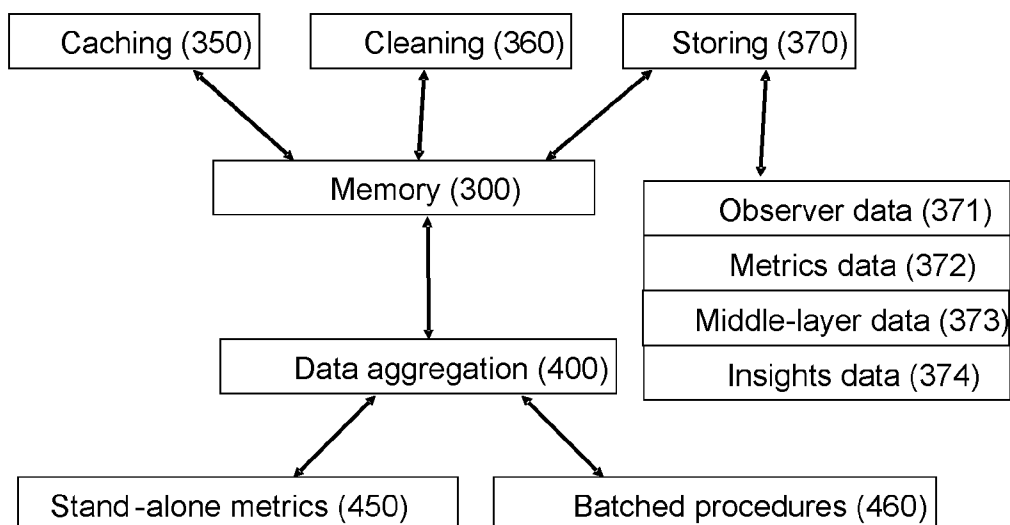 Caching (350)
Cleaning (360)
Storing (370)
Memory (300)
Observer data (371)
Metrics data (372)
Middle-layer data (373)
Data aggregation (400)
Insights data (374)
Stand-alone metrics (450)
Batched procedures (460)